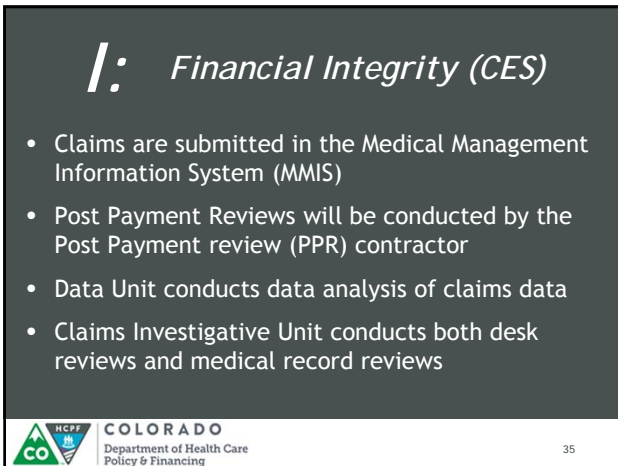 I: Financial Integrity (CES)
• Claims are submitted in the Medical Management
Information System (MMIS)
• Post Payment Reviews will be conducted by the
Post Payment review (PPR) contractor
• Data Unit conducts data analysis of claims data
• Claims Investigative Unit conducts both desk
reviews and medical record reviews
HCPF
CO
COLORADO
Department of Health Care
Policy & Financing
35